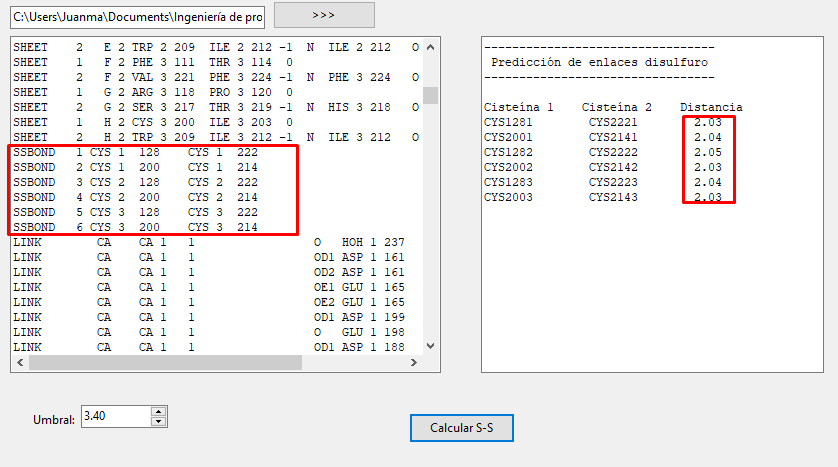 C:\Users\Juanma\Documents\Ingeniería de pro
>>>
SHEET 2 E 2 TRP 2 209 ILE 2 212 -1 N ILE 2 212 O
SHEET 1 F 2 PHE 3 111 THR 3 114 0
SHEET 2 F 2 VAL 3 221 PHE 3 224 -1 N PHE 3 224 O
SHEET 1 G 2 ARG 3 118 PRO 3 120 0
SHEET 2 G 2 SER 3 217 THR 3 219 -1 N HIS 3 218 O
SHEET 1 H 2 CYS 3 200 ILE 3 203 0
SHEET 2 H 2 TRP 3 209 ILE 3 212 -1 N ILE 3 212 O
SSBOND 1 CYS 1 128 CYS 1 222
SSBOND 2 CYS 1 200 CYS 1 214
SSBOND 3 CYS 2 128 CYS 2 222
SSBOND 4 CYS 2 200 CYS 2 214
SSBOND 5 CYS 3 128 CYS 3 222
SSBOND 6 CYS 3 200 CYS 3 214
LINK CA CA 1 1 O HOH 1 237
LINK CA CA 1 1 OD1 ASP 1 161
LINK CA CA 1 1 OD2 ASP 1 161
LINK CA CA 1 1 OE1 GLU 1 165
LINK CA CA 1 1 OE2 GLU 1 165
LINK CA CA 1 1 OD1 ASP 1 199
LINK CA CA 1 1 O GLU 1 198
LINK CA CA 1 1 OD1 ASP 1 188
---------------------------------
Predicción de enlaces disulfuro
---------------------------------
Cisteína 1 Cisteína 2 Distancia
CYS1281 CYS2221 2.03
CYS2001 CYS2141 2.04
CYS1282 CYS2222 2.05
CYS2002 CYS2142 2.03
CYS1283 CYS2223 2.04
CYS2003 CYS2143 2.03
Umbral: 3.40
Calcular S-S